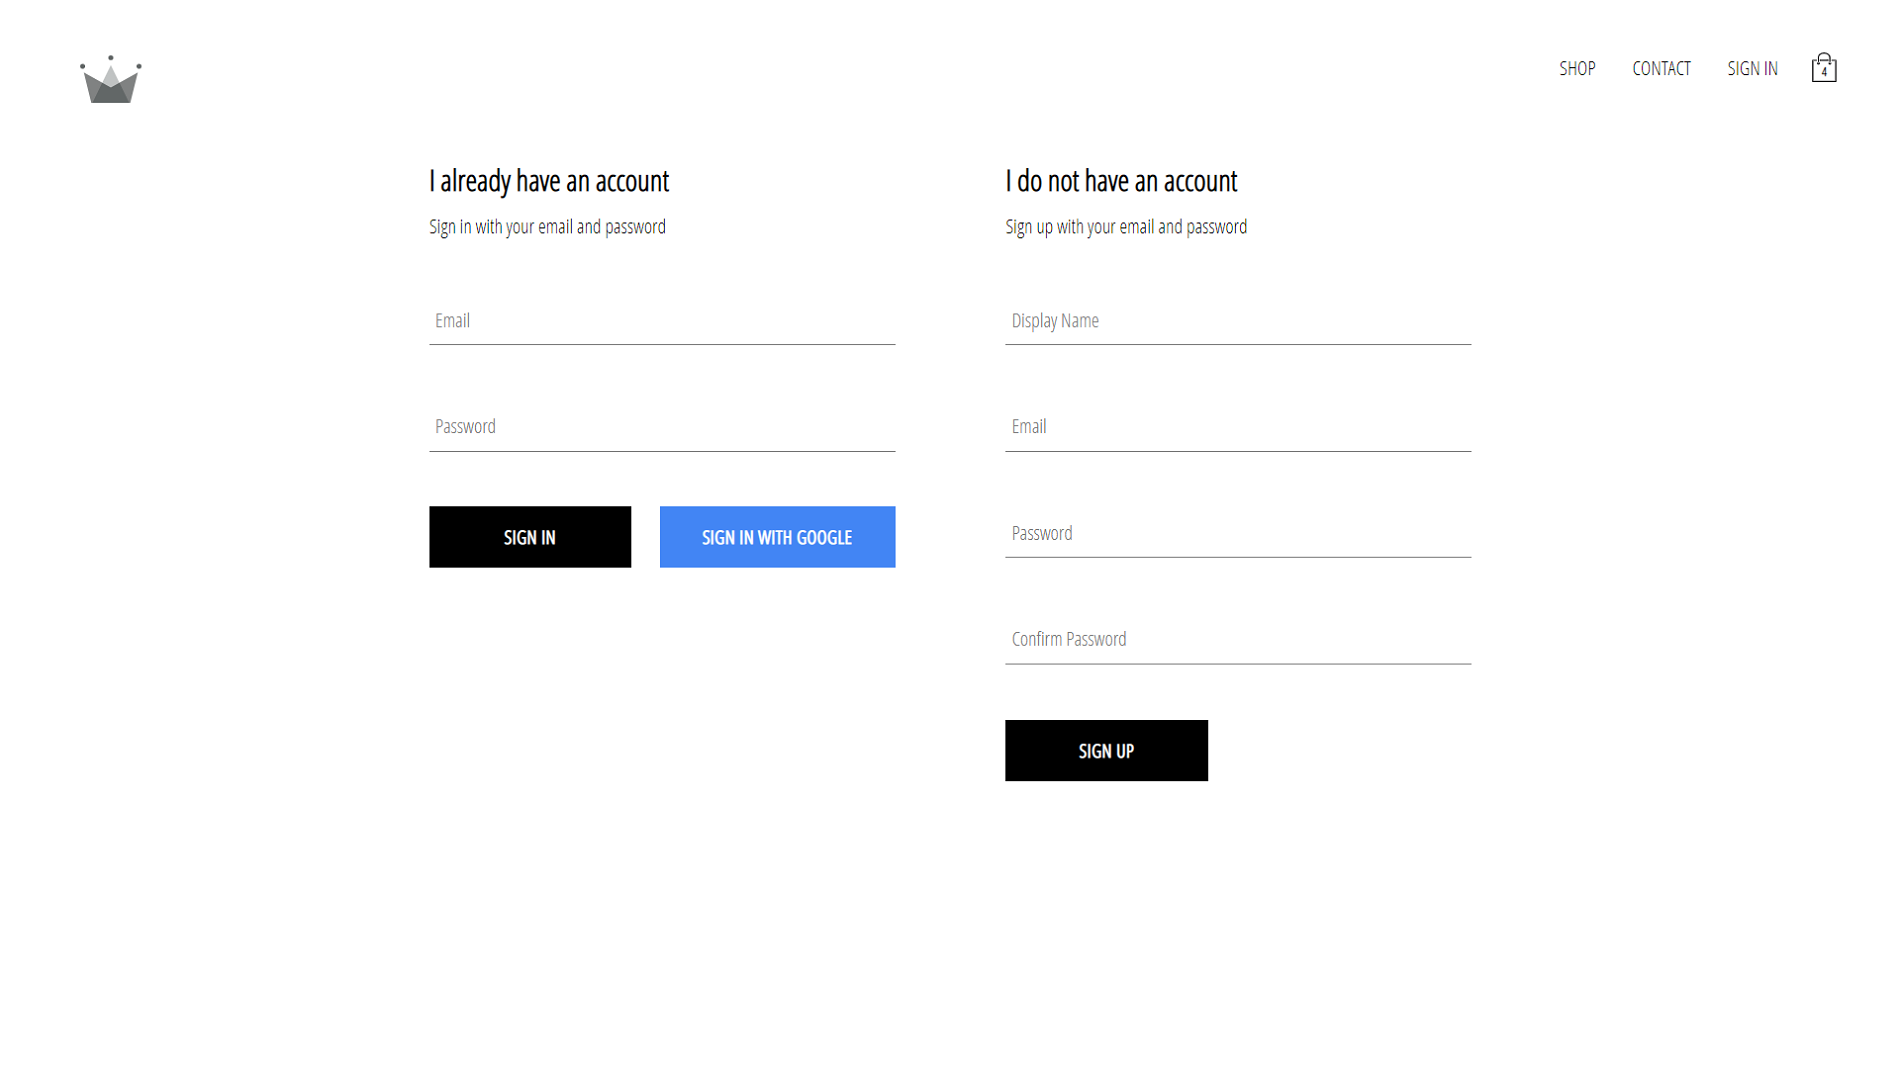 SHOP
CONTACT
SIGN IN
4
I already have an account
Sign in with your email and password
Email
Password
SIGN IN
SIGN IN WITH GOOGLE
I do not have an account
Sign up with your email and password
Display Name
Email
Password
Confirm Password
SIGN UP